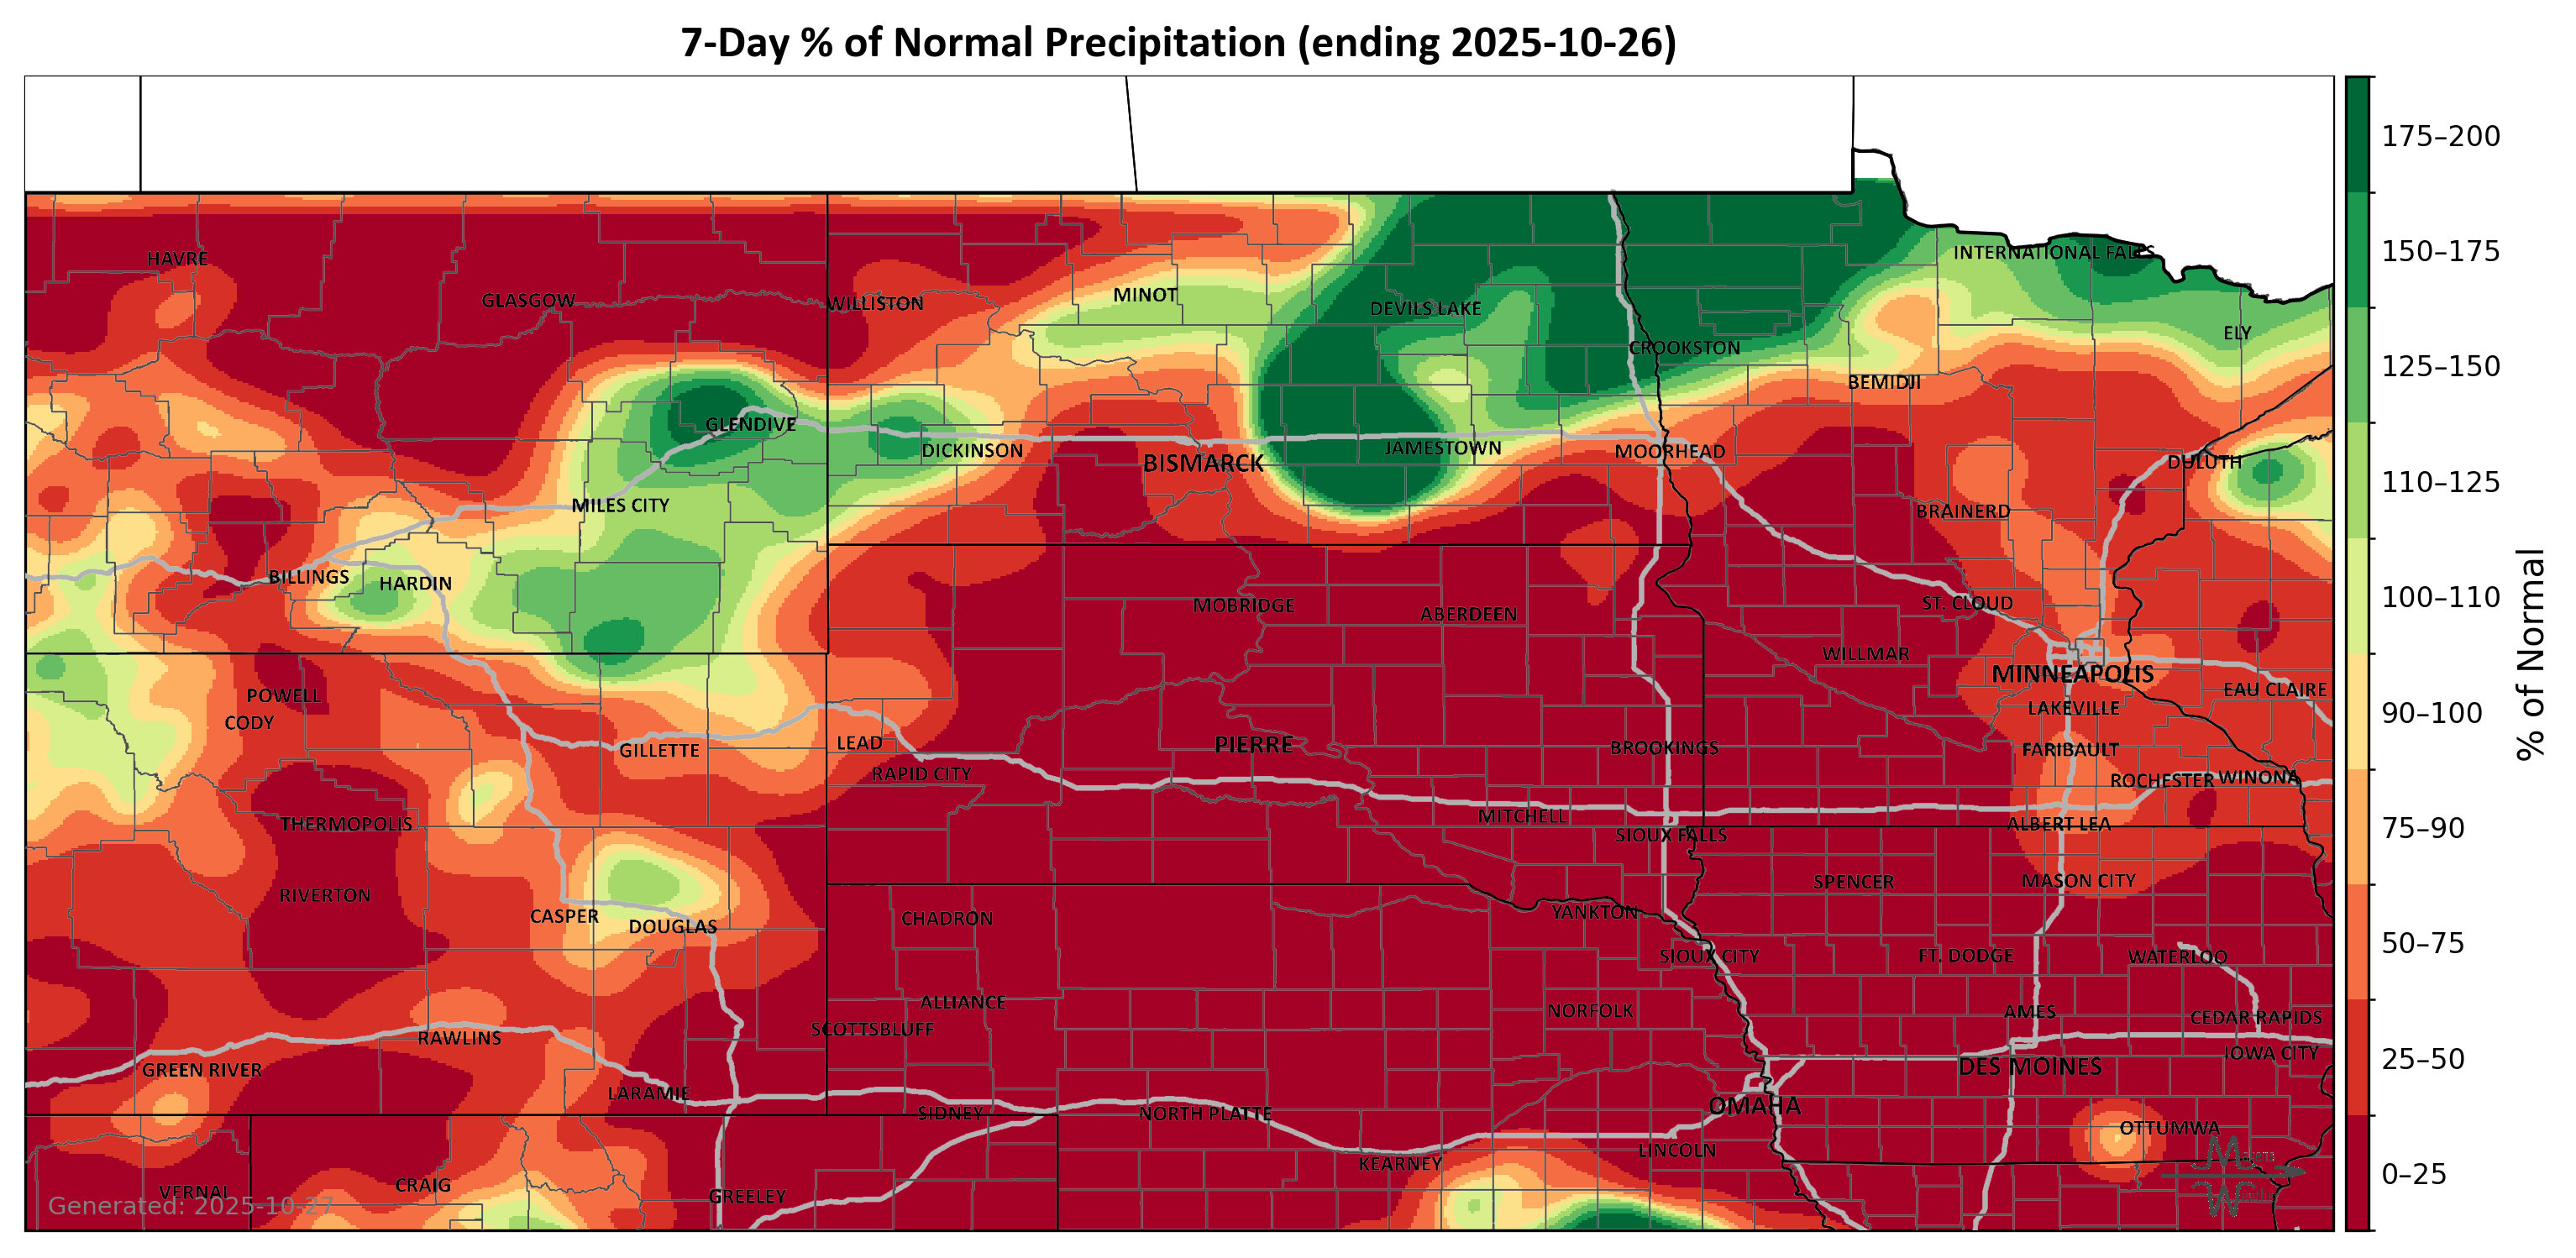 7-Day % of Normal Precipitation (ending 2025-10-26)
175–200
150–175
125–150
110–125
100–110
90–100
75–90
50–75
25–50
0–25
% of Normal
HAVRE
INTERNATIONAL FALLS
GLASGOW
WILLISTON
MINOT
DEVILS LAKE
ELY
CROOKSTON
BEMIDJI
GLENDIVE
DICKINSON
BISMARCK
JAMESTOWN
MOORHEAD
DULUTH
MILES CITY
BRAINERD
BILLINGS
HARDIN
MOBRIDGE
ABERDEEN
ST. CLOUD
WILLMAR
MINNEAPOLIS
POWELL
EAU CLAIRE
CODY
LAKEVILLE
GILLETTE
LEAD
PIERRE
BROOKINGS
FARIBAULT
RAPID CITY
ROCHESTER
WINONA
THERMOPOLIS
MITCHELL
SIOUX FALLS
ALBERT LEA
RIVERTON
SPENCER
MASON CITY
CASPER
DOUGLAS
CHADRON
YANKTON
SIOUX CITY
FT. DODGE
WATERLOO
ALLIANCE
NORFOLK
AMES
CEDAR RAPIDS
SCOTTSBLUFF
RAWLINS
IOWA CITY
GREEN RIVER
DES MOINES
LARAMIE
SIDNEY
NORTH PLATTE
OMAHA
OTTUMWA
KEARNEY
LINCOLN
VERNAL
CRAIG
GREELEY
Generated: 2025-10-27